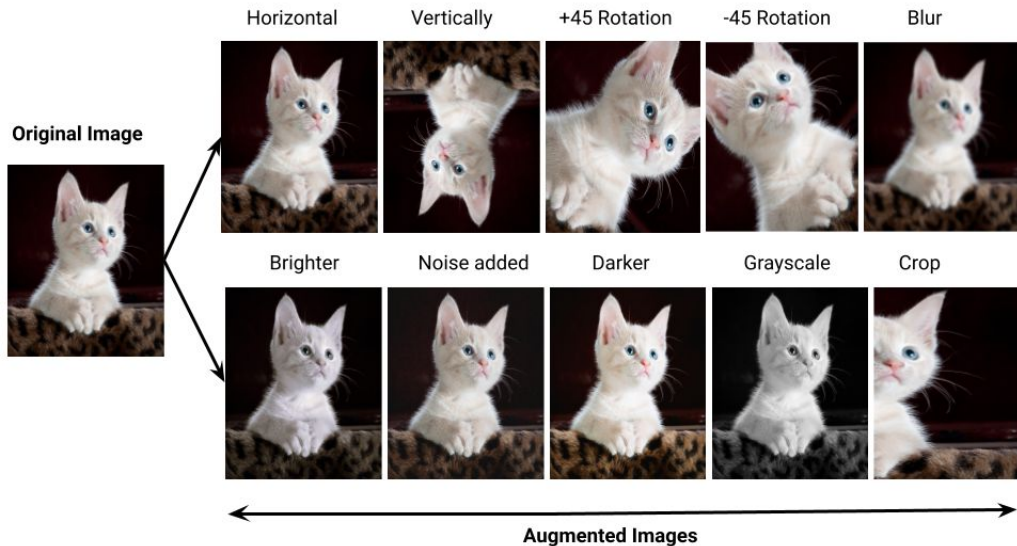 Horizontal Vertically +45 Rotation -45 Rotation Blur
Original Image
Brighter Noise added Darker Grayscale Crop
Augmented Images